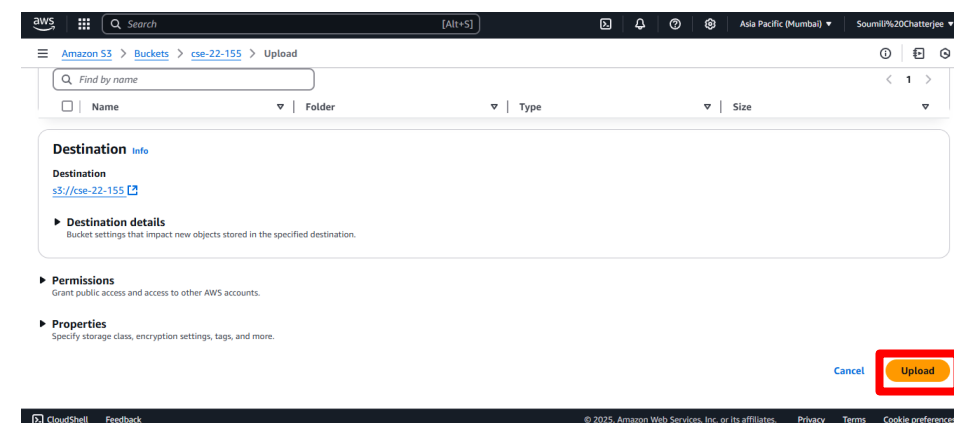 aws Search [Alt+S] Asia Pacific (Mumbai) Soumili%20Chatterjee
Amazon S3 > Buckets > cse-22-155 > Upload
Find by name < 1 >
Name Folder Type Size
Destination Info
Destination
s3://cse-22-155
Destination details
Bucket settings that impact new objects stored in the specified destination.
Permissions
Grant public access and access to other AWS accounts.
Properties
Specify storage class, encryption settings, tags, and more.
Cancel Upload
CloudShell Feedback © 2025, Amazon Web Services, Inc. or its affiliates. Privacy Terms Cookie preferences